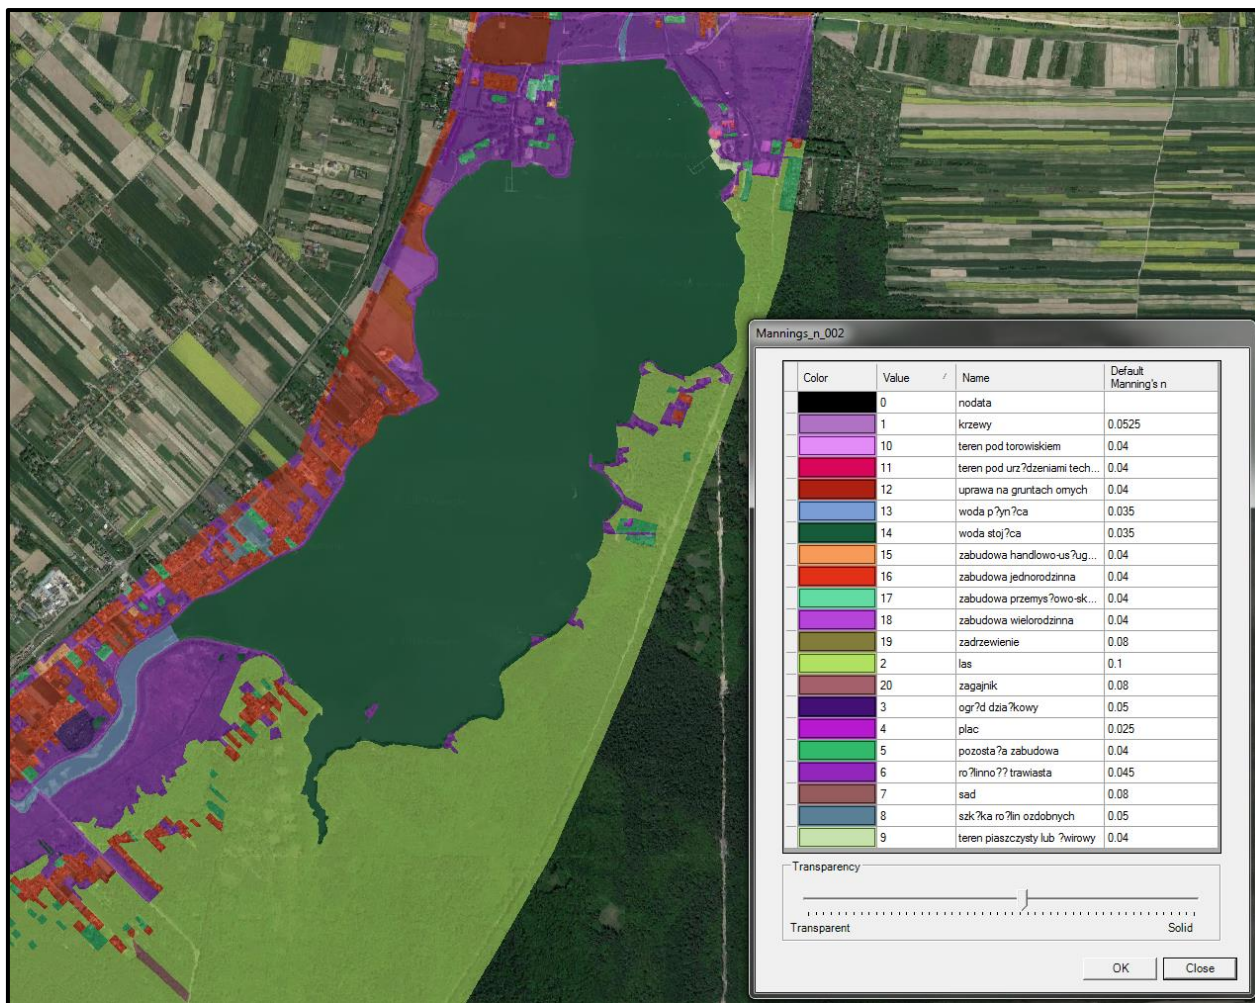 Mannings_n_002
Color Value Name Default Manning's n
0 nodata
1 krzewy 0.0525
10 teren pod torowiskiem 0.04
11 teren pod urz?dzeniami tech... 0.04
12 uprawa na gruntach ornych 0.04
13 woda p?yn?ca 0.035
14 woda stoj?ca 0.035
15 zabudowa handlowo-us?ug... 0.04
16 zabudowa jednorodzinna 0.04
17 zabudowa przemys?owo-sk... 0.04
18 zabudowa wielorodzinna 0.04
19 zadrzewienie 0.08
2 las 0.1
20 zagajnik 0.08
3 ogr?d dzia?kowy 0.05
4 plac 0.025
5 pozosta?a zabudowa 0.04
6 ro?linno?? trawiasta 0.045
7 sad 0.08
8 szk?ka ro?lin ozdobnych 0.05
9 teren piaszczysty lub ?wirowy 0.04
Transparency
Transparent Solid
OK Close